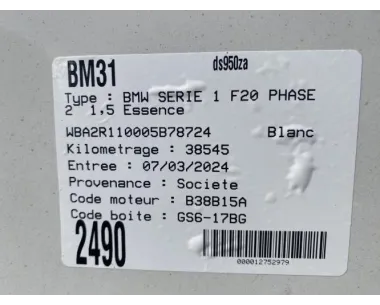 BM31
ds950za
Type : BMW SERIE 1 F20 PHASE
2 1,5 Essence
WBA2R110005B78724 Blanc
Kilometrage : 38545
Entree : 07/03/2024
Provenance : Societe
Code moteur : B38B15A
Code boite : GS6-17BG
2490
000012752979